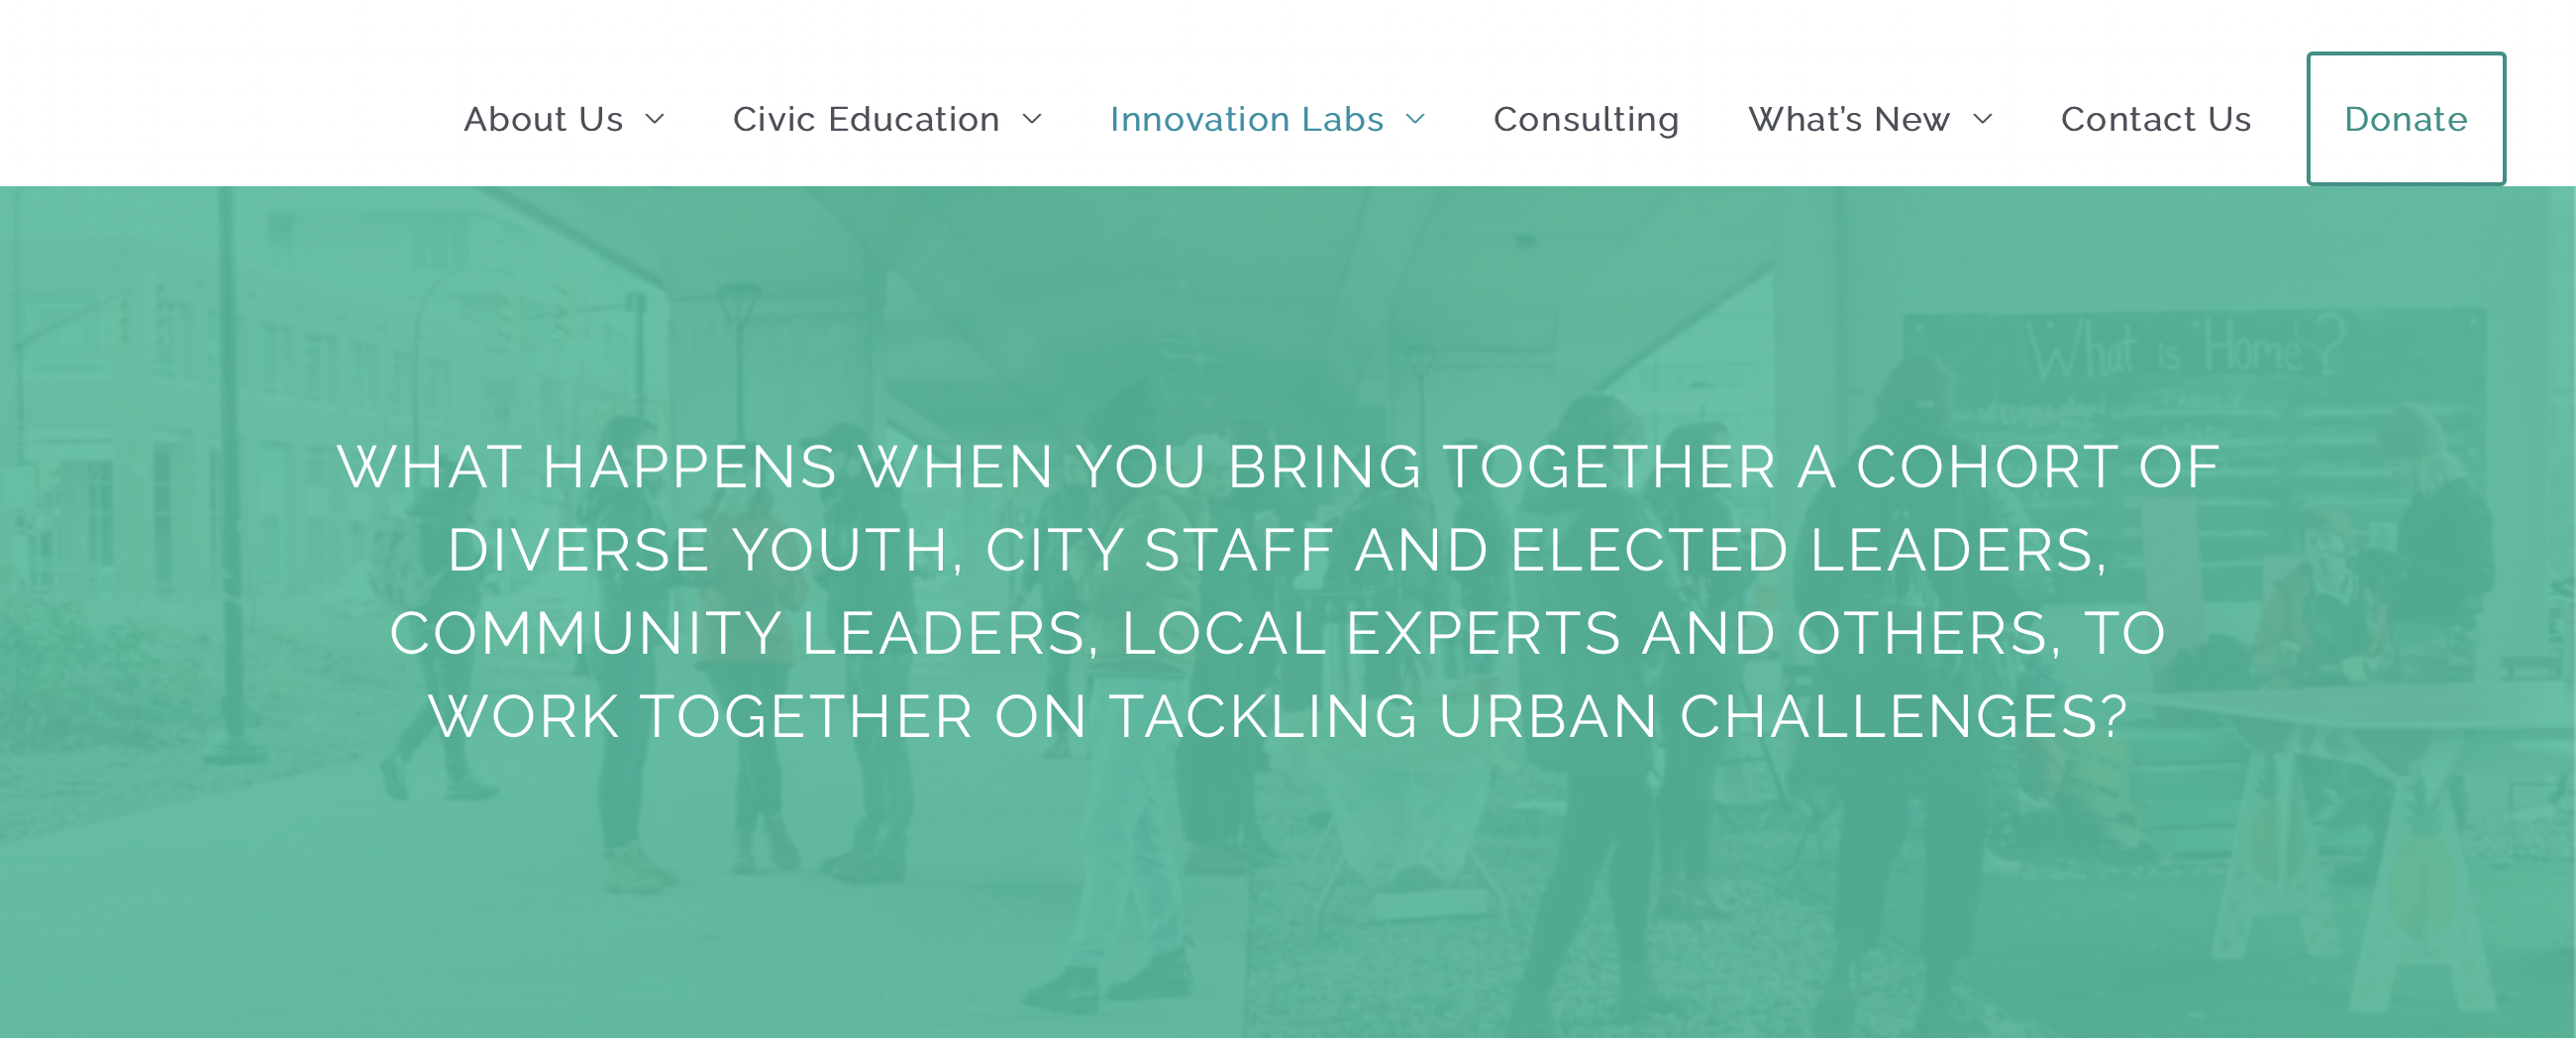 About Us
Civic Education
Innovation Labs
Consulting
What's New
Contact Us
Donate
What is Home?
FAMILY
WHAT HAPPENS WHEN YOU BRING TOGETHER A COHORT OF
DIVERSE YOUTH, CITY STAFF AND ELECTED LEADERS,
COMMUNITY LEADERS, LOCAL EXPERTS AND OTHERS, TO
WORK TOGETHER ON TACKLING URBAN CHALLENGES?